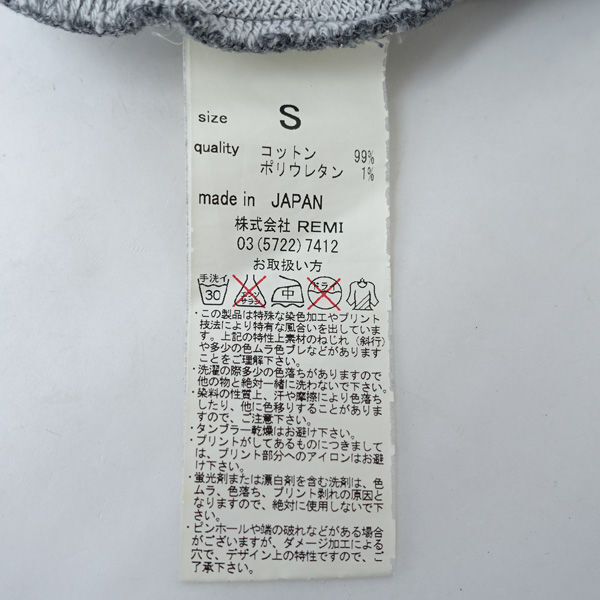 size S
quality コットン 99%
ポリウレタン 1%
made in JAPAN
株式会社 REMI
03(5722)7412
お取扱い方
手洗イ 30 エンソサラシ 中 ドライ
・この製品は特殊な染色加工やプリント
技法により特有な風合いを出していま
す。上記の特性上素材のねじれ（斜行）
や多少の色ムラ色ブレなどがあります
ことをご理解下さい。
・洗濯の際多少の色落ちがありますので
他の物と絶対一緒に洗わないで下さい。
・染料の性質上、汗や摩擦により色落ち
したり、他に色移りすることがありま
すので、ご注意下さい。
・タンブラー乾燥はお避け下さい。
・プリントがしてあるものにつきまして
は、プリント部分へのアイロンはお避
け下さい。
・蛍光剤または漂白剤を含む洗剤は、色
ムラ、色落ち、プリント剥れの原因と
なりますので、絶対に使用しないで下
さい。
・ピンホールや端の破れなどがある場合
がございますが、ダメージ加工による
穴で、デザイン上の特性ですので、ご
了承下さい。